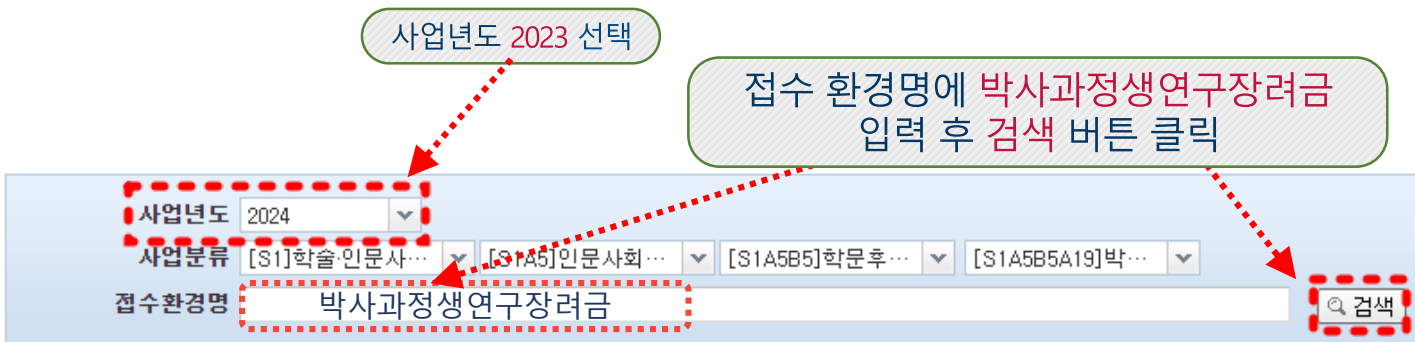 사업년도 2023 선택
접수 환경명에 박사과정생연구장려금
입력 후 검색 버튼 클릭
사업년도 2024
사업분류 [S1]학술·인문사… [S1A5]인문사회… [S1A5B5]학문후… [S1A5B5A19]박…
접수환경명 박사과정생연구장려금 검색